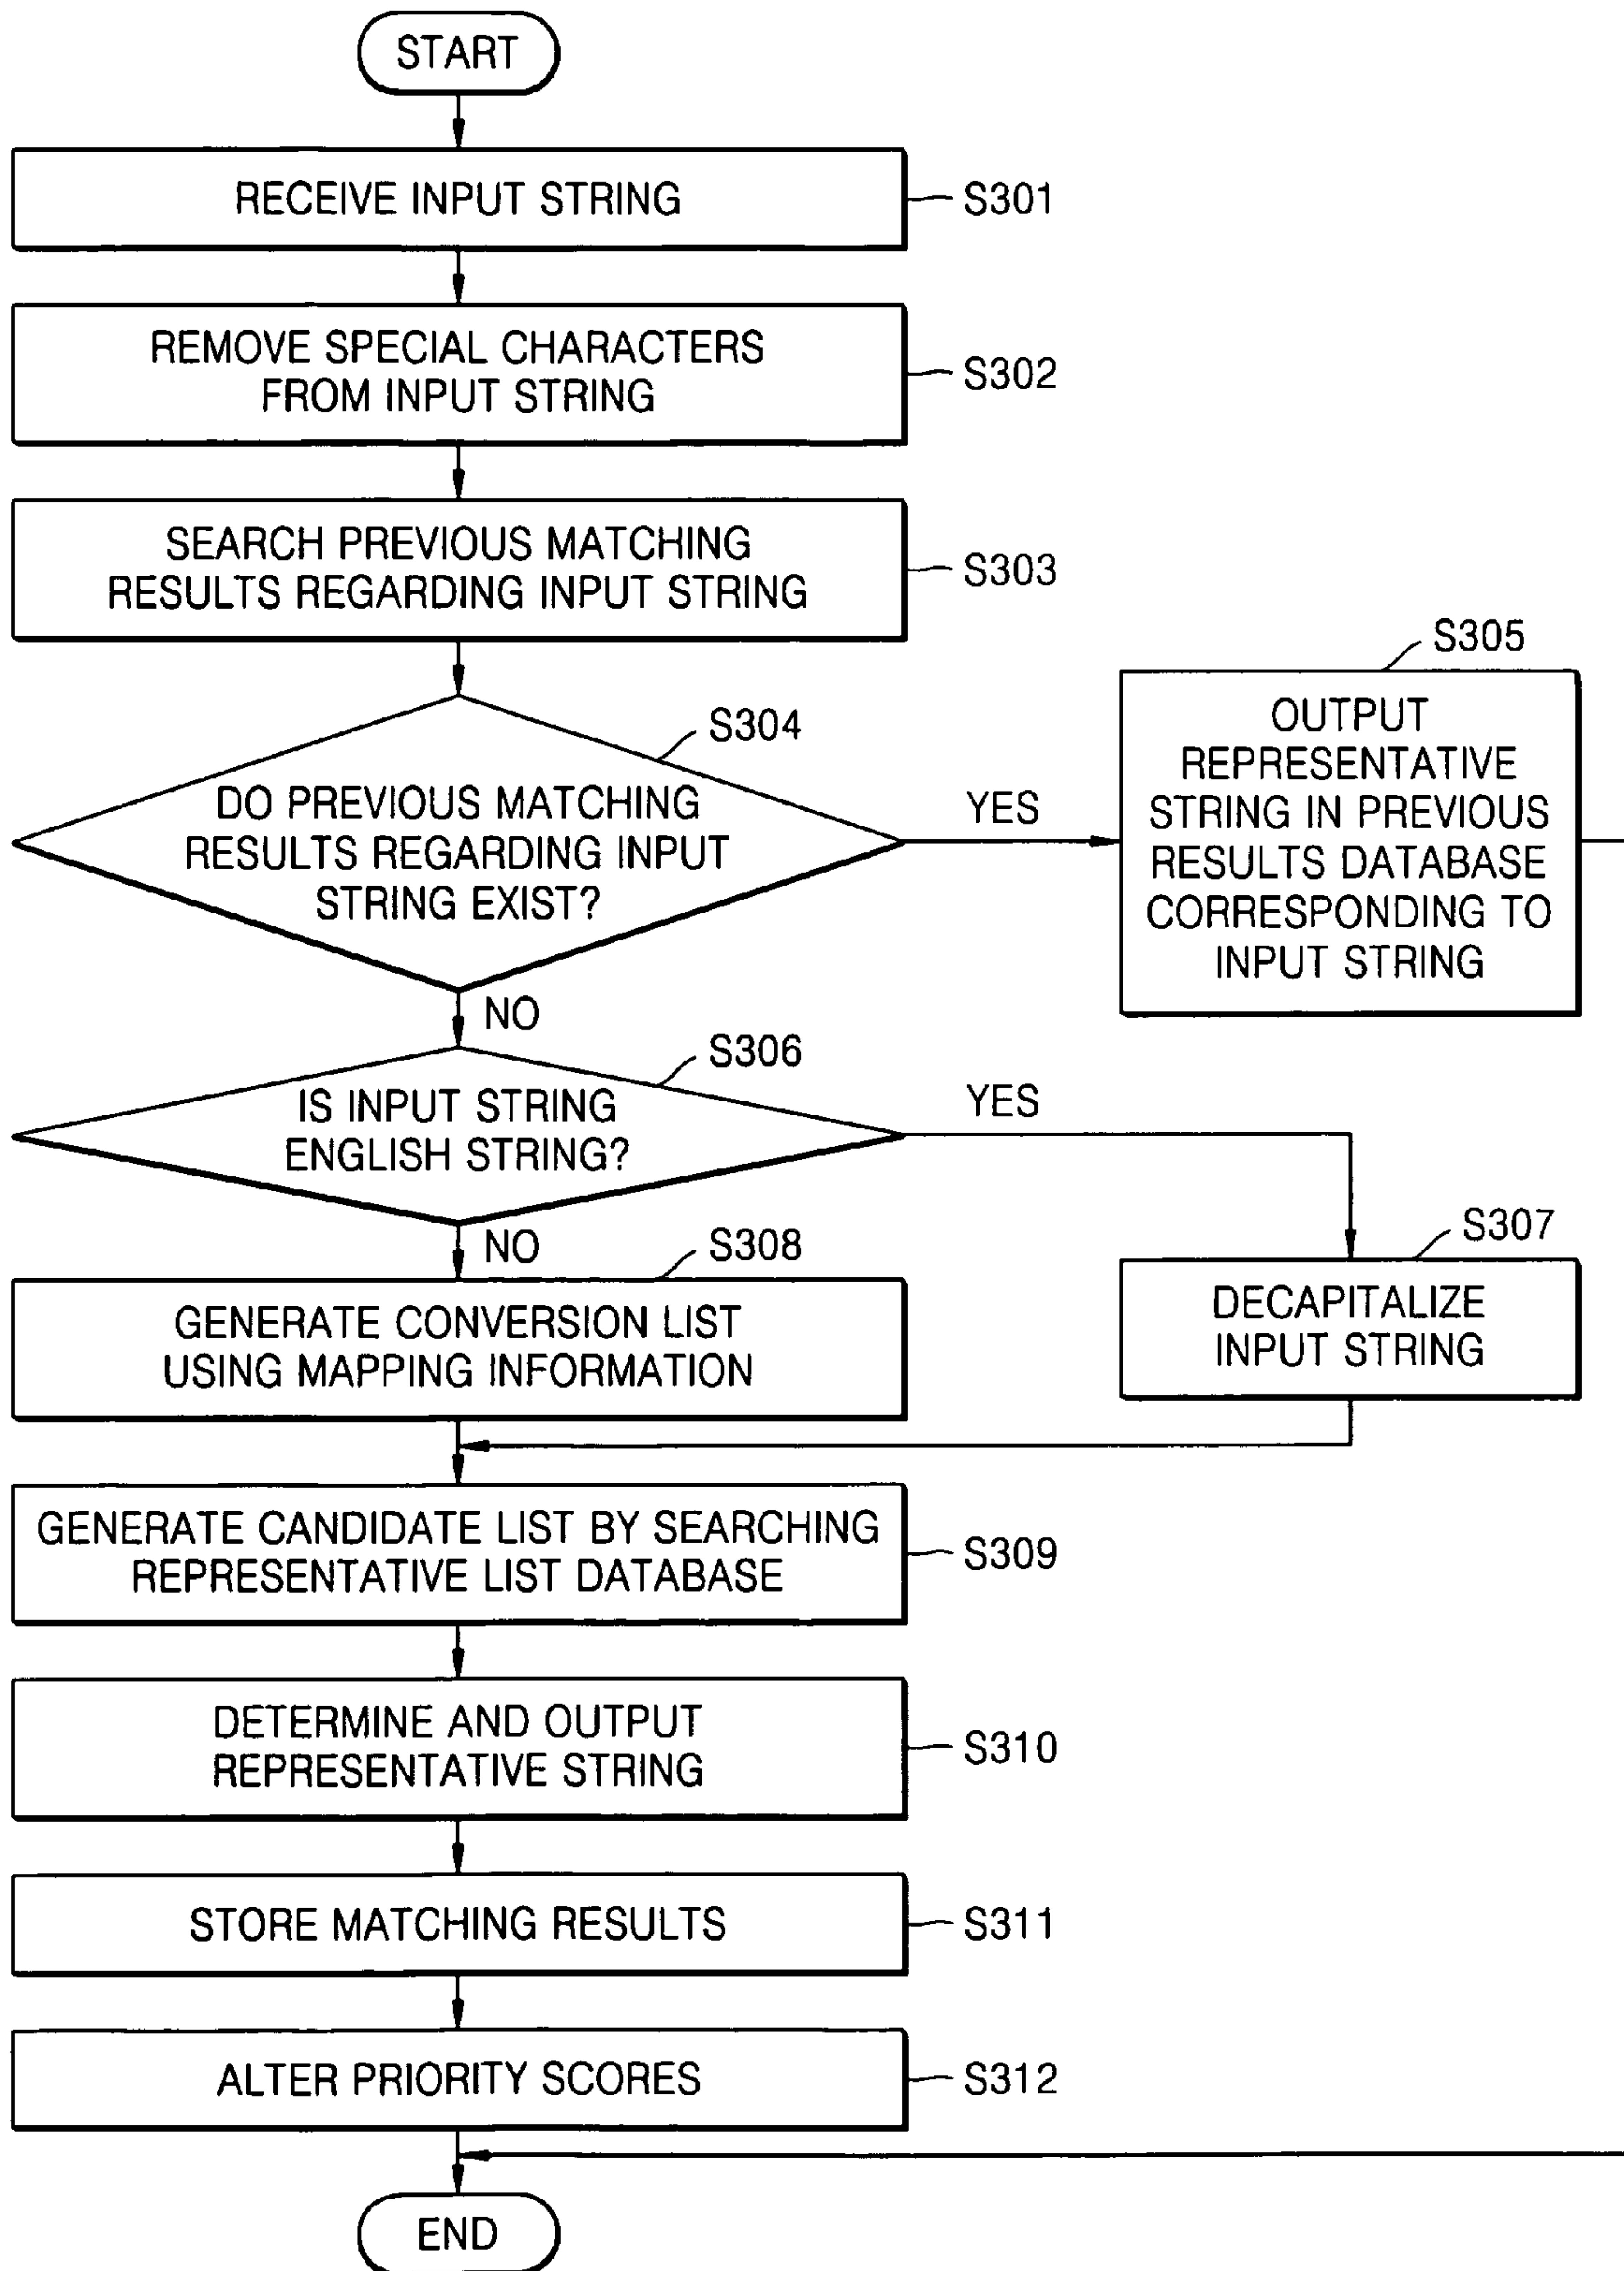 START
RECEIVE INPUT STRING
S301
REMOVE SPECIAL CHARACTERS
FROM INPUT STRING
S302
SEARCH PREVIOUS MATCHING
RESULTS REGARDING INPUT STRING
S303
S304
DO PREVIOUS MATCHING
RESULTS REGARDING INPUT
STRING EXIST?
YES
S305
OUTPUT
REPRESENTATIVE
STRING IN PREVIOUS
RESULTS DATABASE
CORRESPONDING TO
INPUT STRING
NO
S306
IS INPUT STRING
ENGLISH STRING?
YES
S307
DECAPITALIZE
INPUT STRING
NO
S308
GENERATE CONVERSION LIST
USING MAPPING INFORMATION
GENERATE CANDIDATE LIST BY SEARCHING
REPRESENTATIVE LIST DATABASE
S309
DETERMINE AND OUTPUT
REPRESENTATIVE STRING
S310
STORE MATCHING RESULTS
S311
ALTER PRIORITY SCORES
S312
END